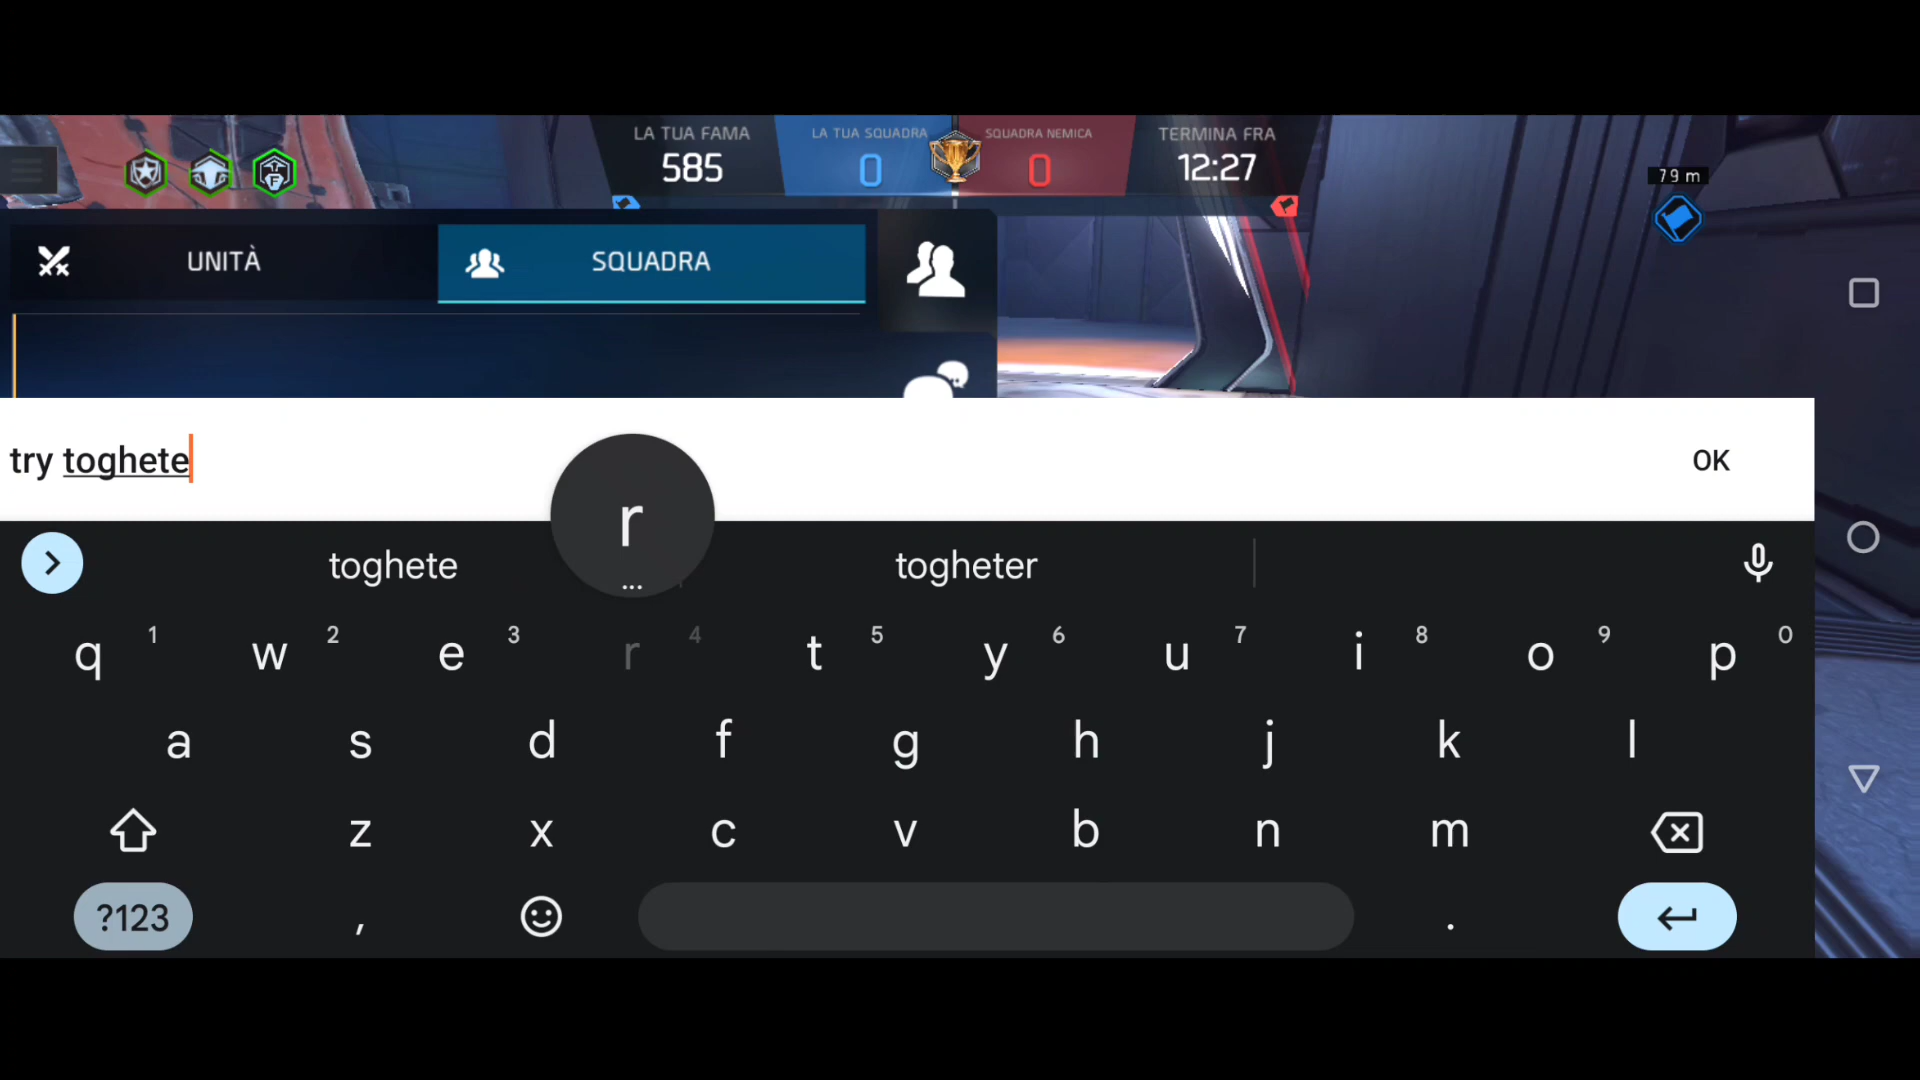 LA TUA FAMA
585
LA TUA SQUADRA
0
SQUADRA NEMICA
0
TERMINA FRA
12:27
79 m
UNITÀ
SQUADRA
try toghete
OK
r
...
toghete
togheter
q 1 w 2 e 3 r 4 t 5 y 6 u 7 i 8 o 9 p 0
a s d f g h j k l
z x c v b n m
?123 , .